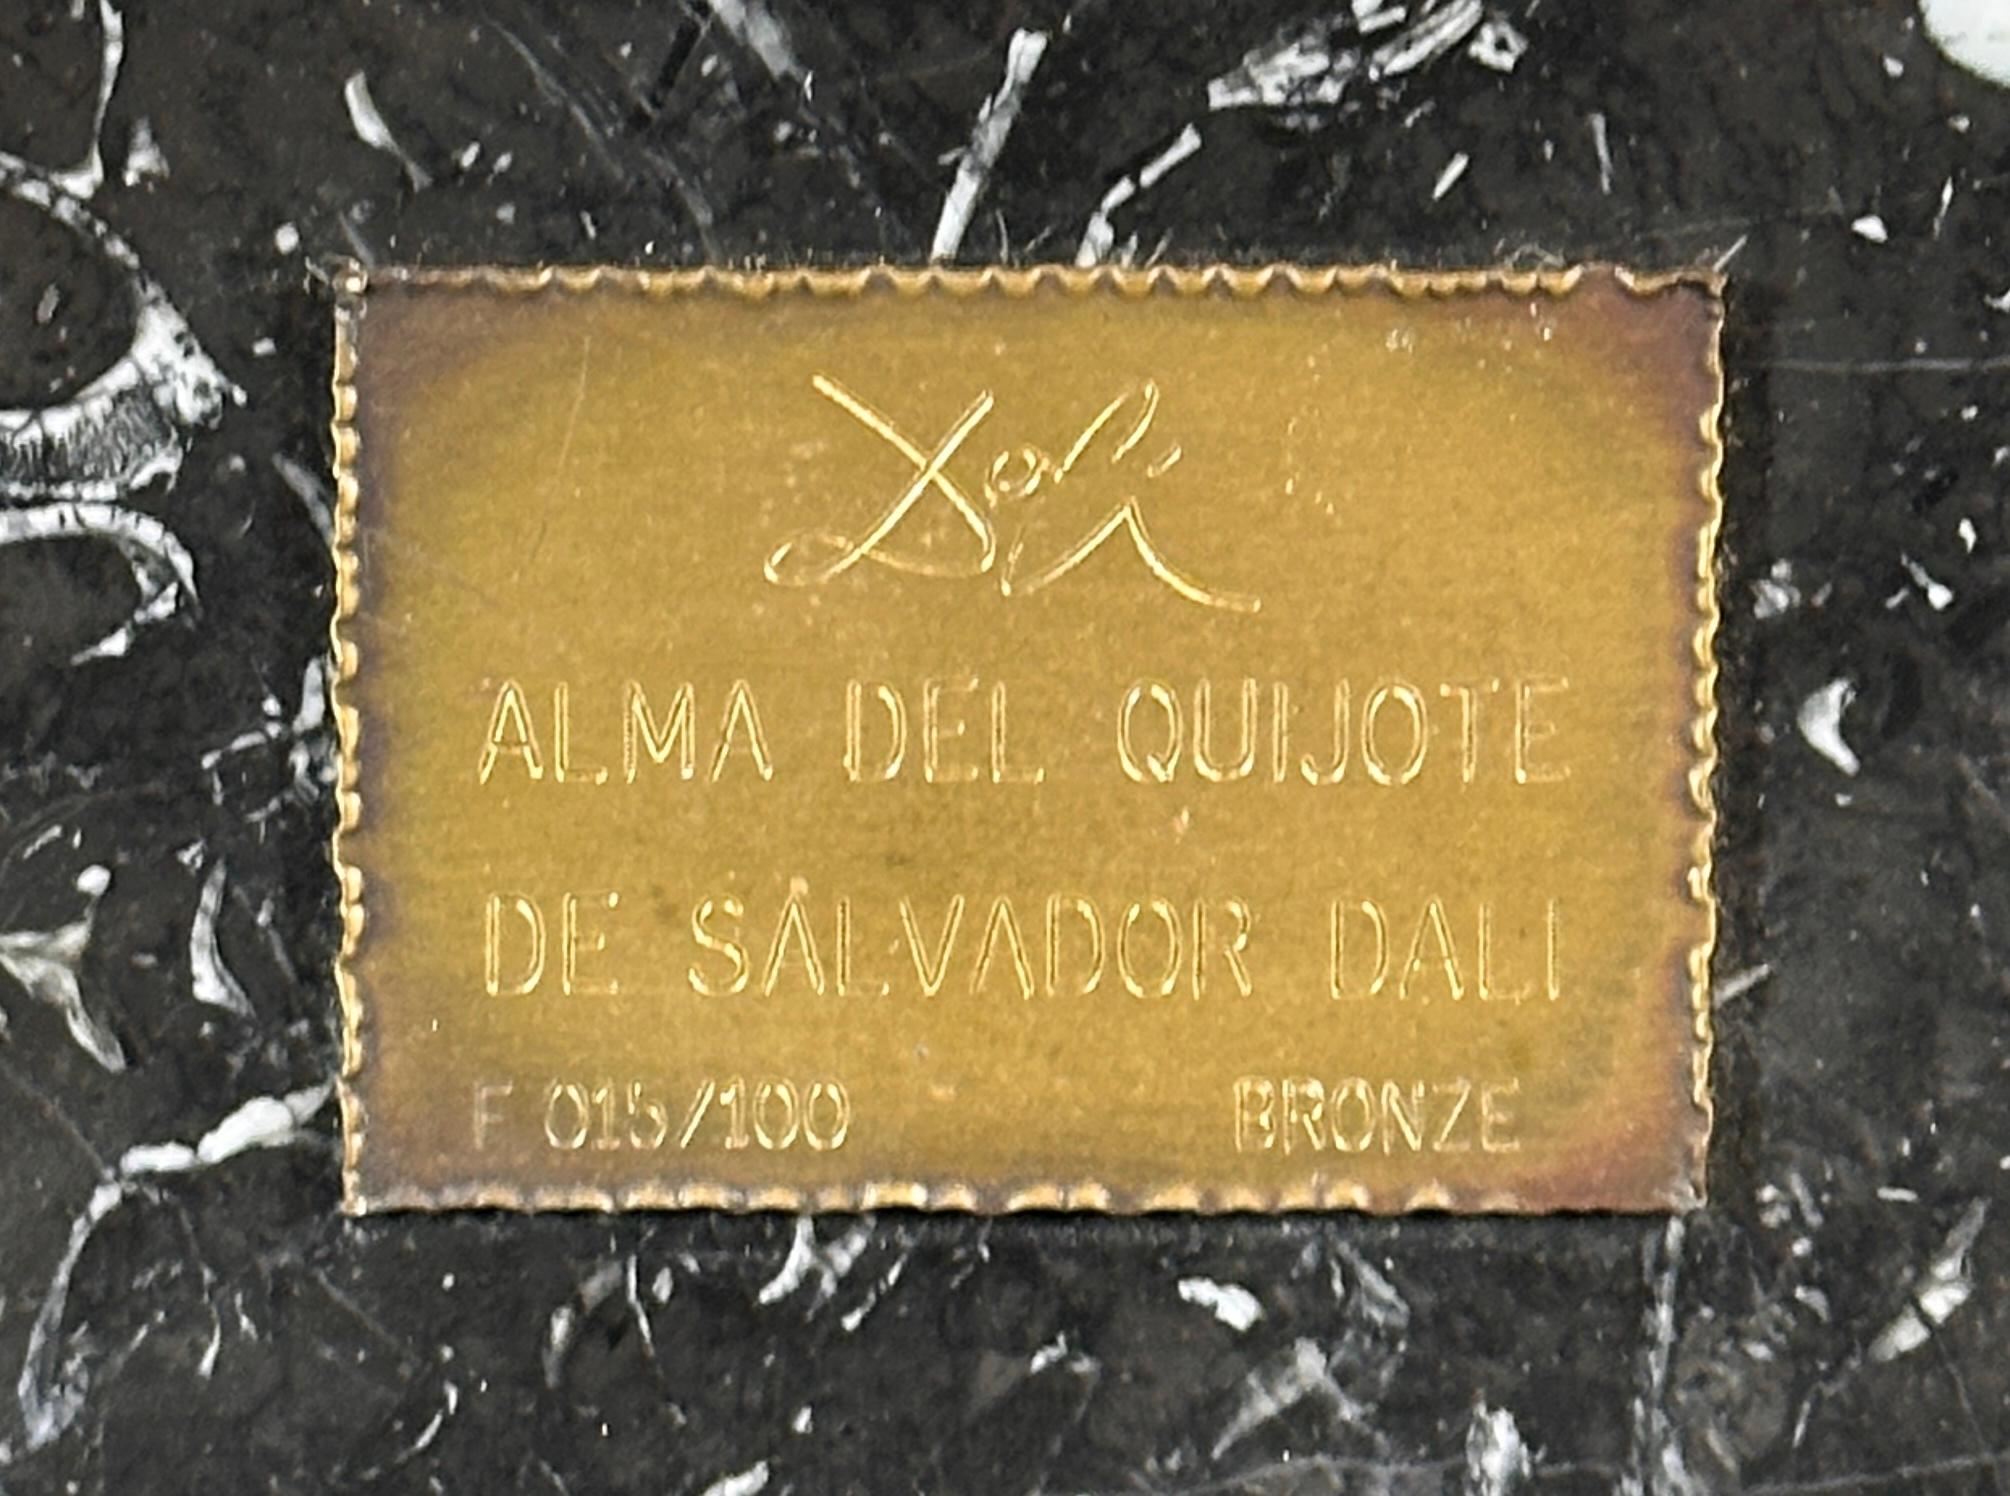 Dalí
ALMA DEL QUIJOTE
DE SALVADOR DALI
F 015/100 BRONZE